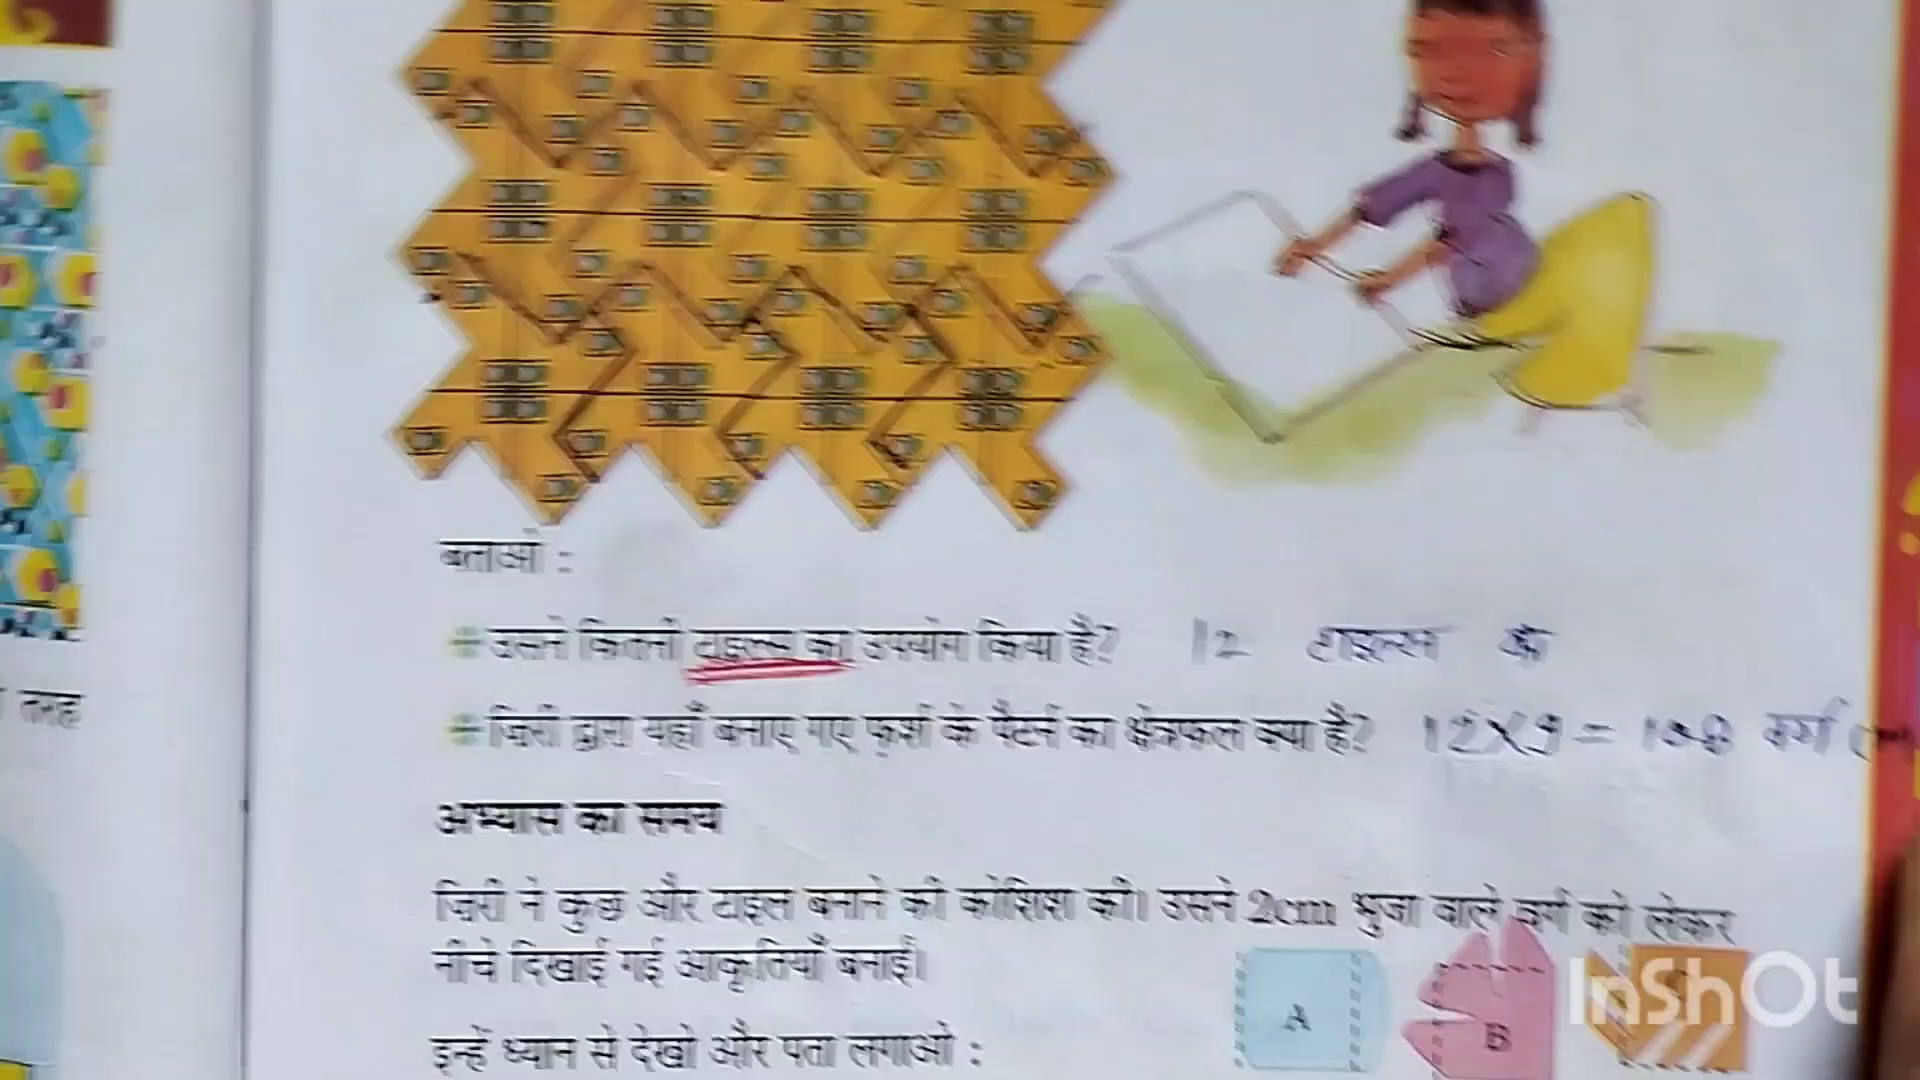 बताओ :
उसने कितनी टाइल्स का उपयोग किया है? 12 टाइल्स का
जिरी द्वारा यहाँ बनाए गए फ़र्श के पैटर्न का क्षेत्रफल क्या है? 12×9 = 108 वर्ग
तरह
अभ्यास का समय
जिरी ने कुछ और टाइल बनाने की कोशिश की। उसने 2cm भुजा वाले वर्ग को लेकर
नीचे दिखाई गई आकृतियाँ बनाईं।
A
B
इन्हें ध्यान से देखो और पता लगाओ :
InShOt